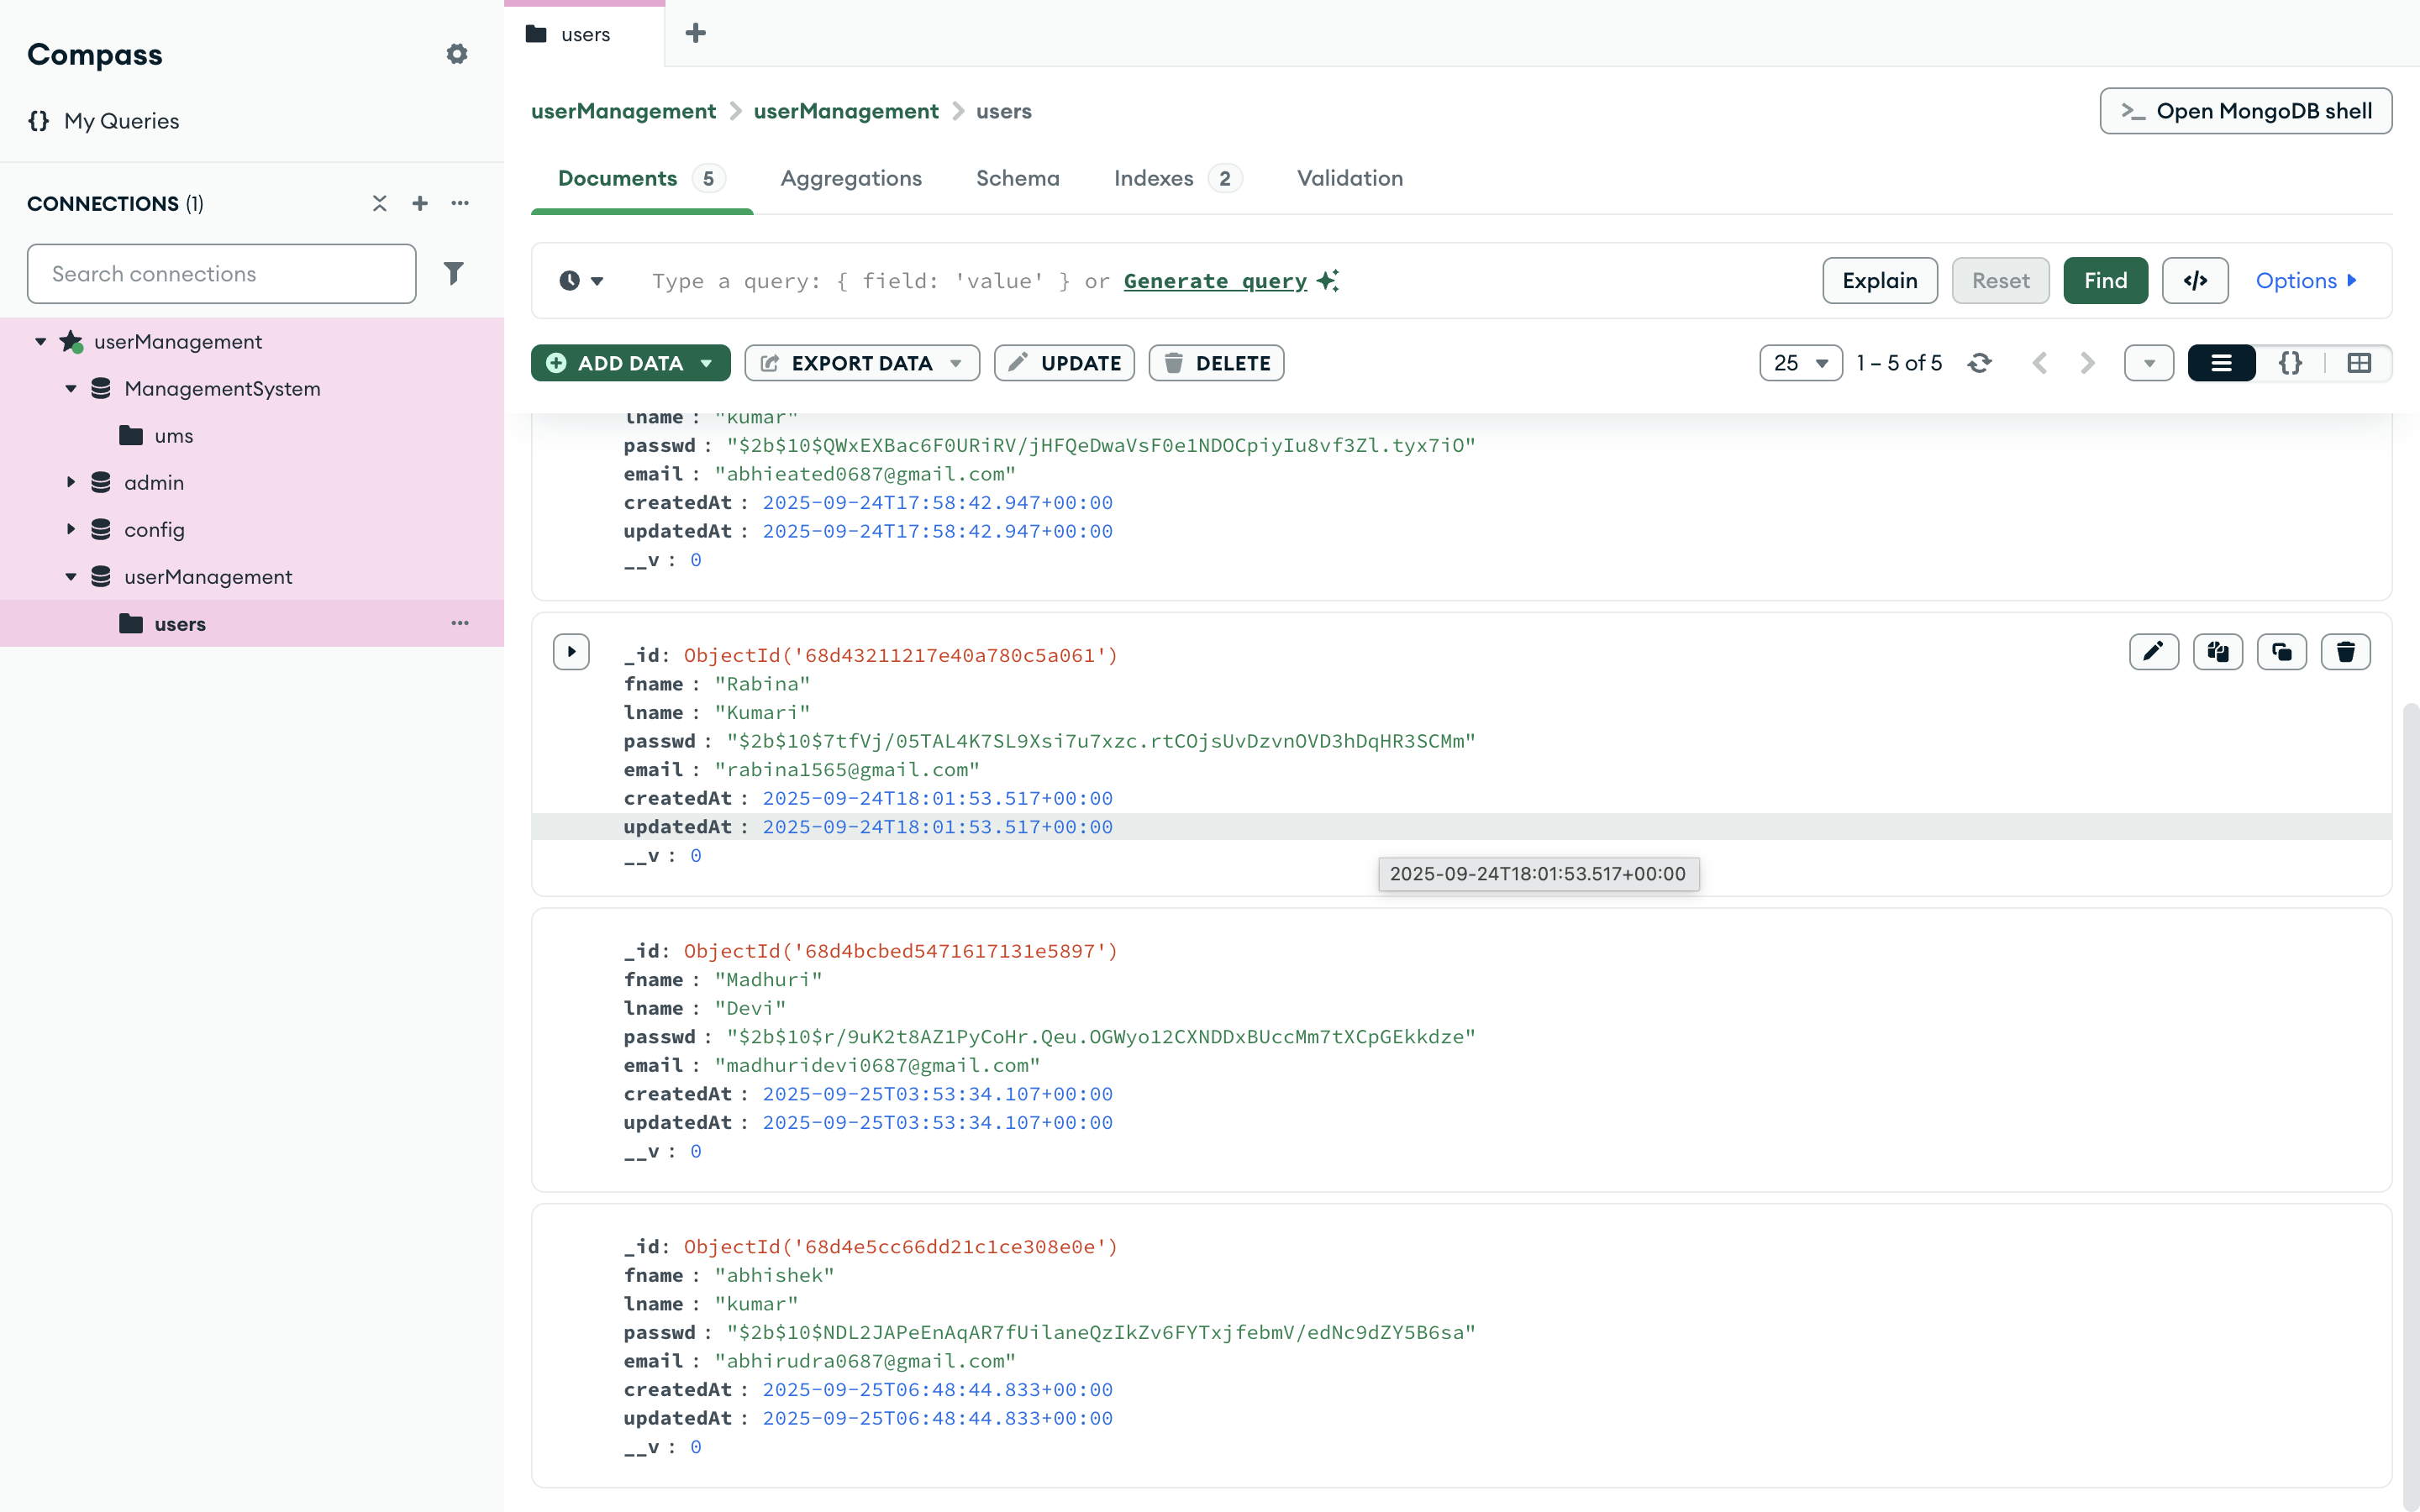 Compass
My Queries
CONNECTIONS (1)
Search connections
userManagement
ManagementSystem
ums
admin
config
userManagement
users
users
userManagement > userManagement > users
>_ Open MongoDB shell
Documents 5 Aggregations Schema Indexes 2 Validation
Type a query: { field: 'value' } or Generate query
Explain Reset Find </> Options
ADD DATA EXPORT DATA UPDATE DELETE
25 1 – 5 of 5 {}
lname : "kumar"
passwd : "$2b$10$QWxEXBac6F0URiRV/jHFQeDwaVsF0e1NDOCpiyIu8vf3Zl.tyx7iO"
email : "abhieated0687@gmail.com"
createdAt : 2025-09-24T17:58:42.947+00:00
updatedAt : 2025-09-24T17:58:42.947+00:00
__v : 0
_id: ObjectId('68d43211217e40a780c5a061')
fname : "Rabina"
lname : "Kumari"
passwd : "$2b$10$7tfVj/05TAL4K7SL9Xsi7u7xzc.rtCOjsUvDzvnOVD3hDqHR3SCMm"
email : "rabina1565@gmail.com"
createdAt : 2025-09-24T18:01:53.517+00:00
updatedAt : 2025-09-24T18:01:53.517+00:00
__v : 0
2025-09-24T18:01:53.517+00:00
_id: ObjectId('68d4bcbed5471617131e5897')
fname : "Madhuri"
lname : "Devi"
passwd : "$2b$10$r/9uK2t8AZ1PyCoHr.Qeu.OGWyo12CXNDDxBUccMm7tXCpGEkkdze"
email : "madhuridevi0687@gmail.com"
createdAt : 2025-09-25T03:53:34.107+00:00
updatedAt : 2025-09-25T03:53:34.107+00:00
__v : 0
_id: ObjectId('68d4e5cc66dd21c1ce308e0e')
fname : "abhishek"
lname : "kumar"
passwd : "$2b$10$NDL2JAPeEnAqAR7fUilaneQzIkZv6FYTxjfebmV/edNc9dZY5B6sa"
email : "abhirudra0687@gmail.com"
createdAt : 2025-09-25T06:48:44.833+00:00
updatedAt : 2025-09-25T06:48:44.833+00:00
__v : 0